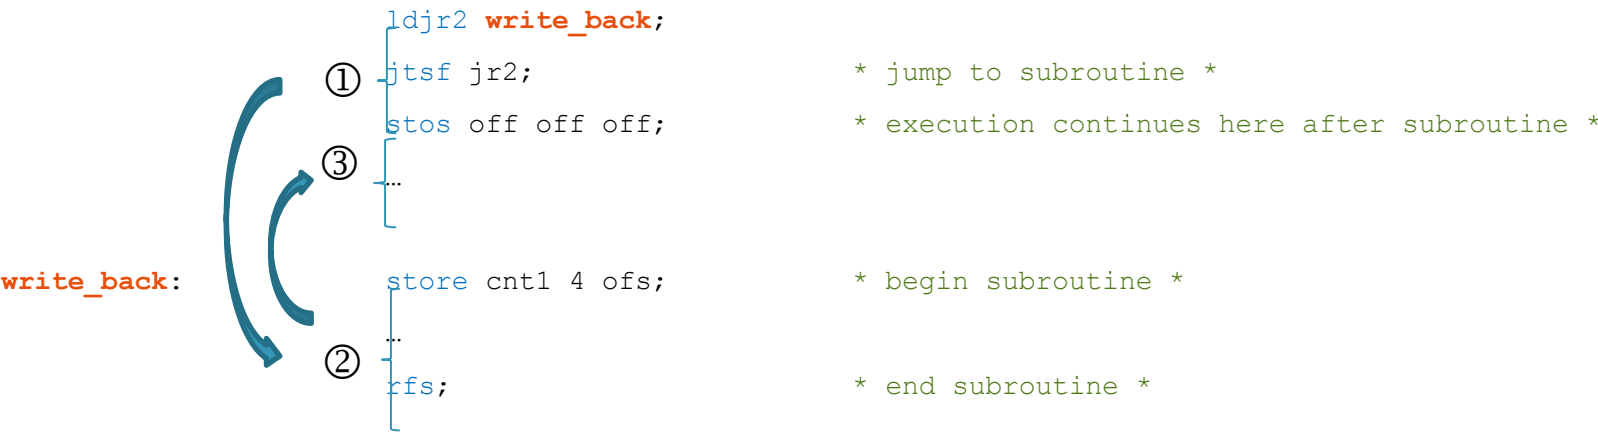 ldjr2 write_back;
① jtsf jr2; * jump to subroutine *
stos off off off; * execution continues here after subroutine *
③ …
write_back: store cnt1 4 ofs; * begin subroutine *
…
② rfs; * end subroutine *